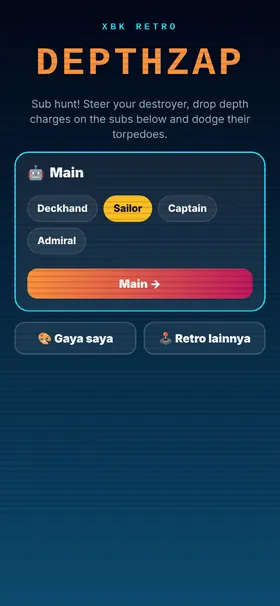 XBK RETRO
DEPTHZAP
Sub hunt! Steer your destroyer, drop depth
charges on the subs below and dodge their
torpedoes.
🤖 Main
Deckhand
Sailor
Captain
Admiral
Main →
🎨 Gaya saya
🕹️ Retro lainnya